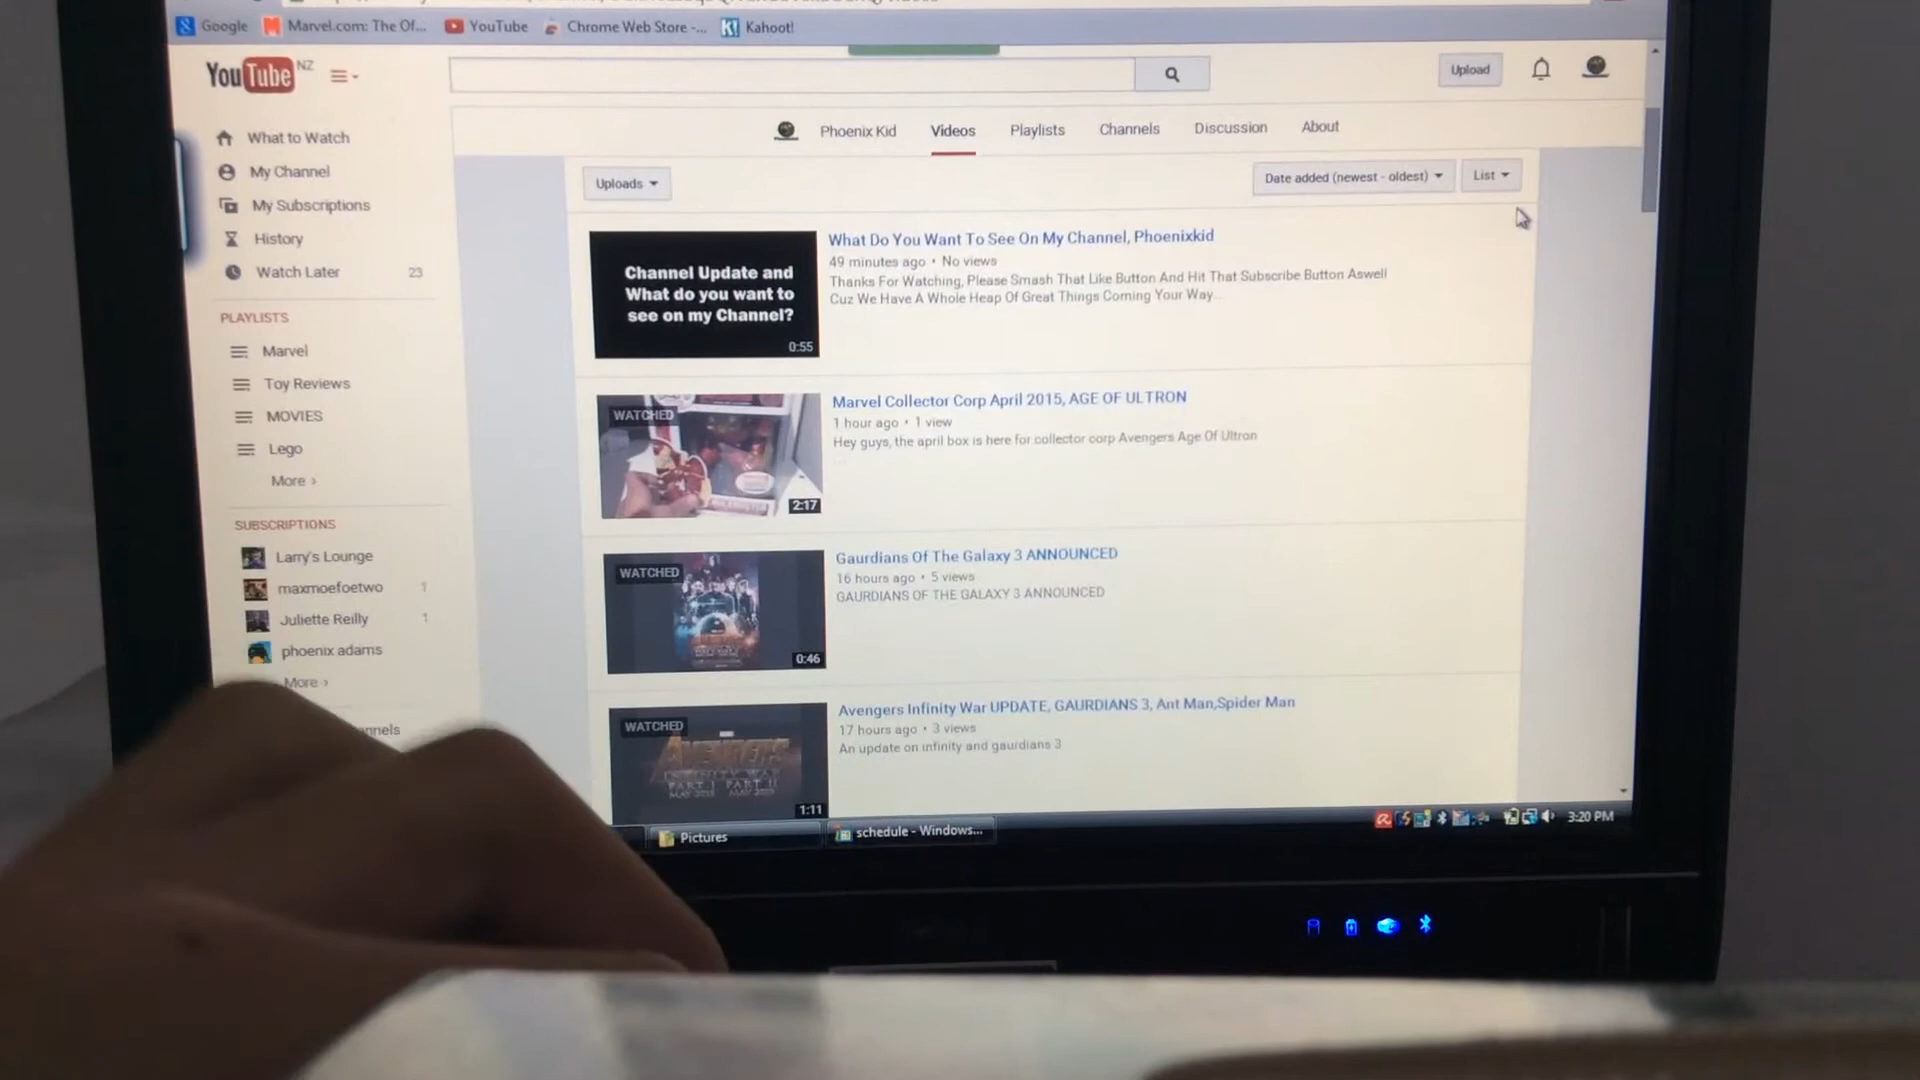 Google Marvel.com: The Of... YouTube Chrome Web Store -... Kahoot!
YouTube NZ
Upload
What to Watch
My Channel
My Subscriptions
History
Watch Later 23
PLAYLISTS
Marvel
Toy Reviews
MOVIES
Lego
More ›
SUBSCRIPTIONS
Larry's Lounge
maxmoefoetwo 1
Juliette Reilly 1
phoenix adams
More ›
Phoenix Kid Videos Playlists Channels Discussion About
Uploads
Date added (newest - oldest) List
Channel Update and
What do you want to
see on my Channel?
0:55
What Do You Want To See On My Channel, Phoenixkid
49 minutes ago • No views
Thanks For Watching, Please Smash That Like Button And Hit That Subscribe Button Aswell
Cuz We Have A Whole Heap Of Great Things Coming Your Way...
WATCHED
2:17
Marvel Collector Corp April 2015, AGE OF ULTRON
1 hour ago • 1 view
Hey guys, the april box is here for collector corp Avengers Age Of Ultron
WATCHED
0:46
Gaurdians Of The Galaxy 3 ANNOUNCED
16 hours ago • 5 views
GAURDIANS OF THE GALAXY 3 ANNOUNCED
WATCHED
AVENGERS
INFINITY WAR
PART I PART II
1:11
Avengers Infinity War UPDATE, GAURDIANS 3, Ant Man,Spider Man
17 hours ago • 3 views
An update on infinity and gaurdians 3
Pictures
schedule - Windows...
3:20 PM